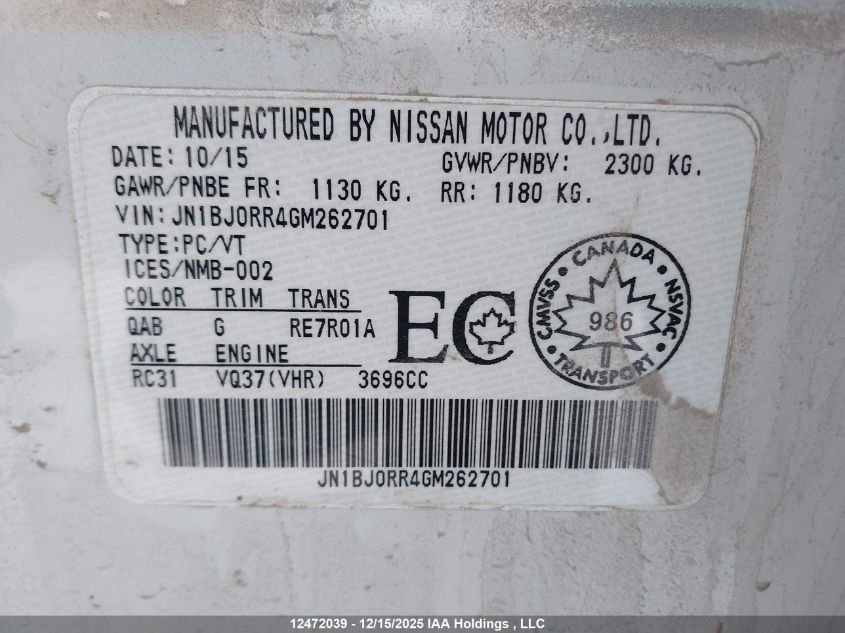 MANUFACTURED BY NISSAN MOTOR CO.,LTD.
DATE: 10/15 GVWR/PNBV: 2300 KG.
GAWR/PNBE FR: 1130 KG. RR: 1180 KG.
VIN: JN1BJ0RR4GM262701
TYPE:PC/VT
ICES/NMB-002
COLOR TRIM TRANS
QAB G RE7R01A
AXLE ENGINE
RC31 VQ37(VHR) 3696CC
EC
CANADA
CMVSS NSVAC
986
TRANSPORT
JN1BJ0RR4GM262701
12472039 - 12/15/2025 IAA Holdings , LLC